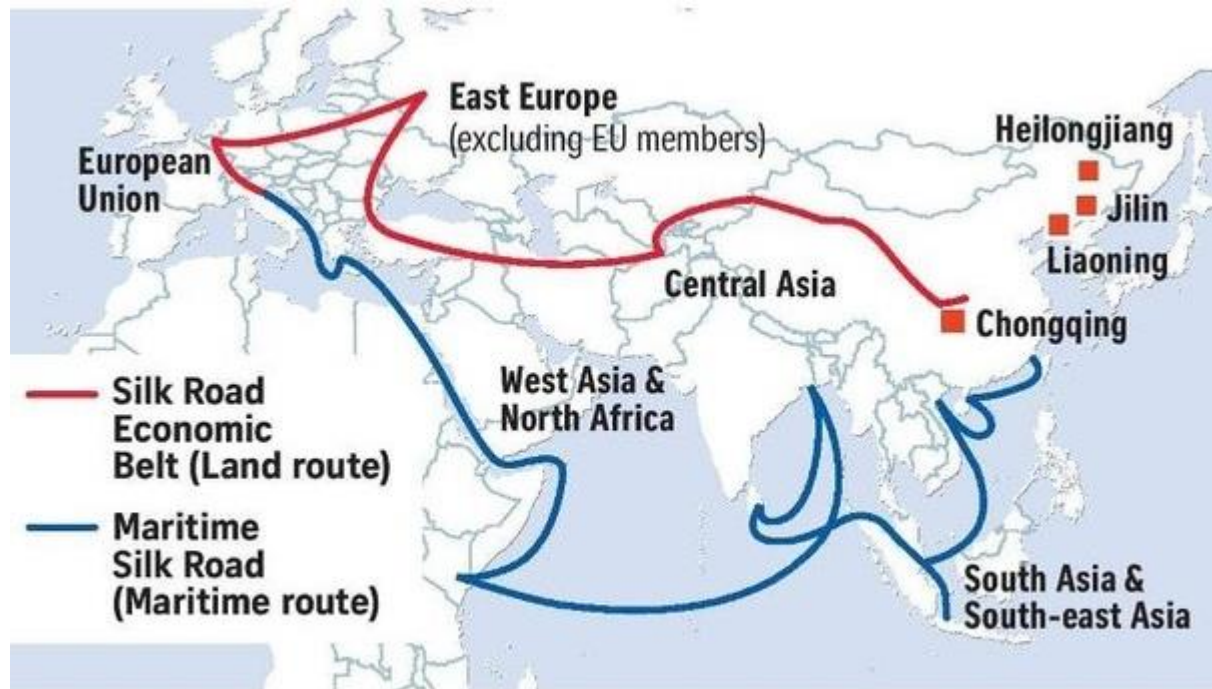 East Europe
(excluding EU members)
Heilongjiang
European
Union
Jilin
Liaoning
Central Asia
Chongqing
West Asia &
North Africa
Silk Road
Economic
Belt (Land route)
Maritime
Silk Road
(Maritime route)
South Asia &
South-east Asia